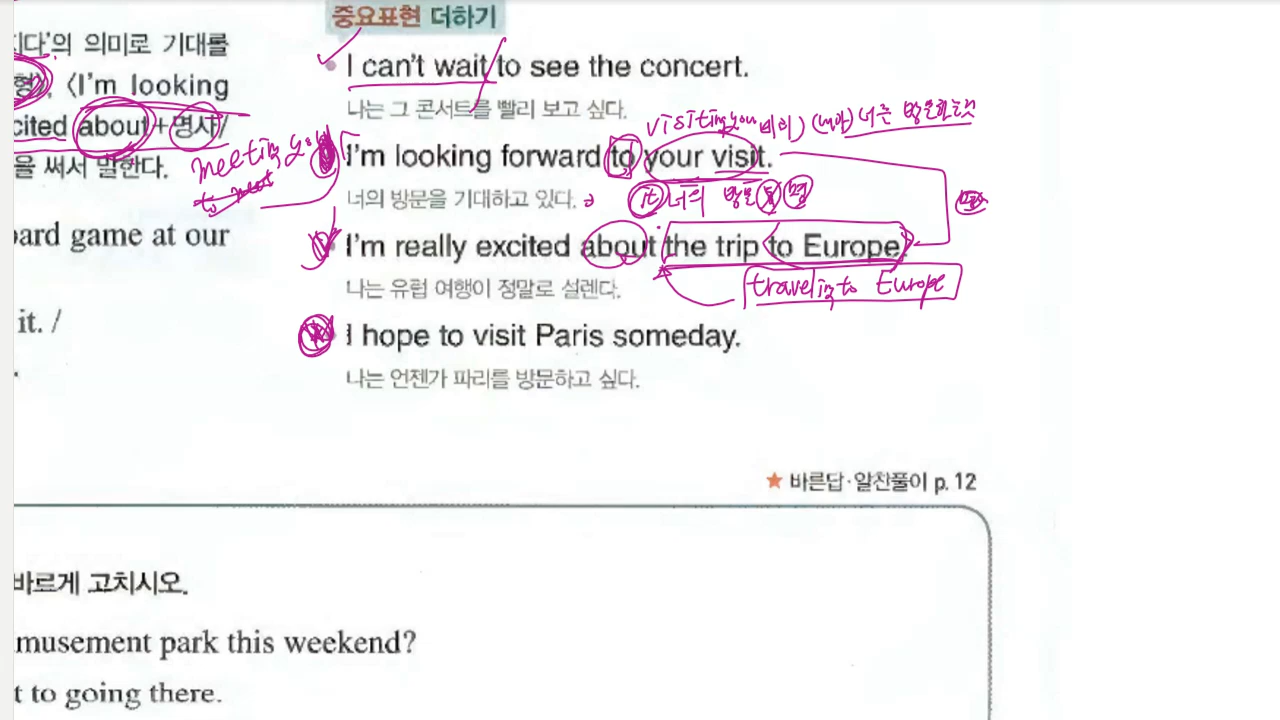 중요표현 더하기
지다'의 의미로 기대를
형〉, 〈I'm looking
cited about+명사/
을 써서 말한다.
oard game at our
it. /
I can't wait to see the concert.
나는 그 콘서트를 빨리 보고 싶다.
visiting you
meeting you
to meet
I'm looking forward to your visit.
너의 방문을 기대하고 있다.
너의 방문
I'm really excited about the trip to Europe.
나는 유럽 여행이 정말로 설렌다.
traveling to Europe
I hope to visit Paris someday.
나는 언젠가 파리를 방문하고 싶다.
★ 바른답·알찬풀이 p. 12
바르게 고치시오.
musement park this weekend?
t to going there.